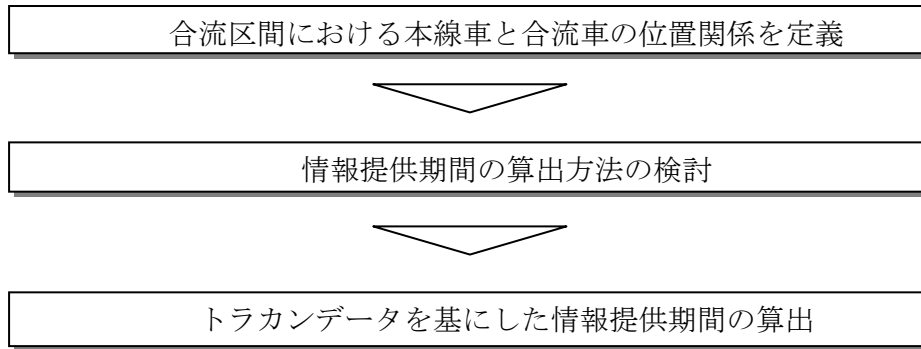 合流区間における本線車と合流車の位置関係を定義
情報提供期間の算出方法の検討
トラカンデータを基にした情報提供期間の算出